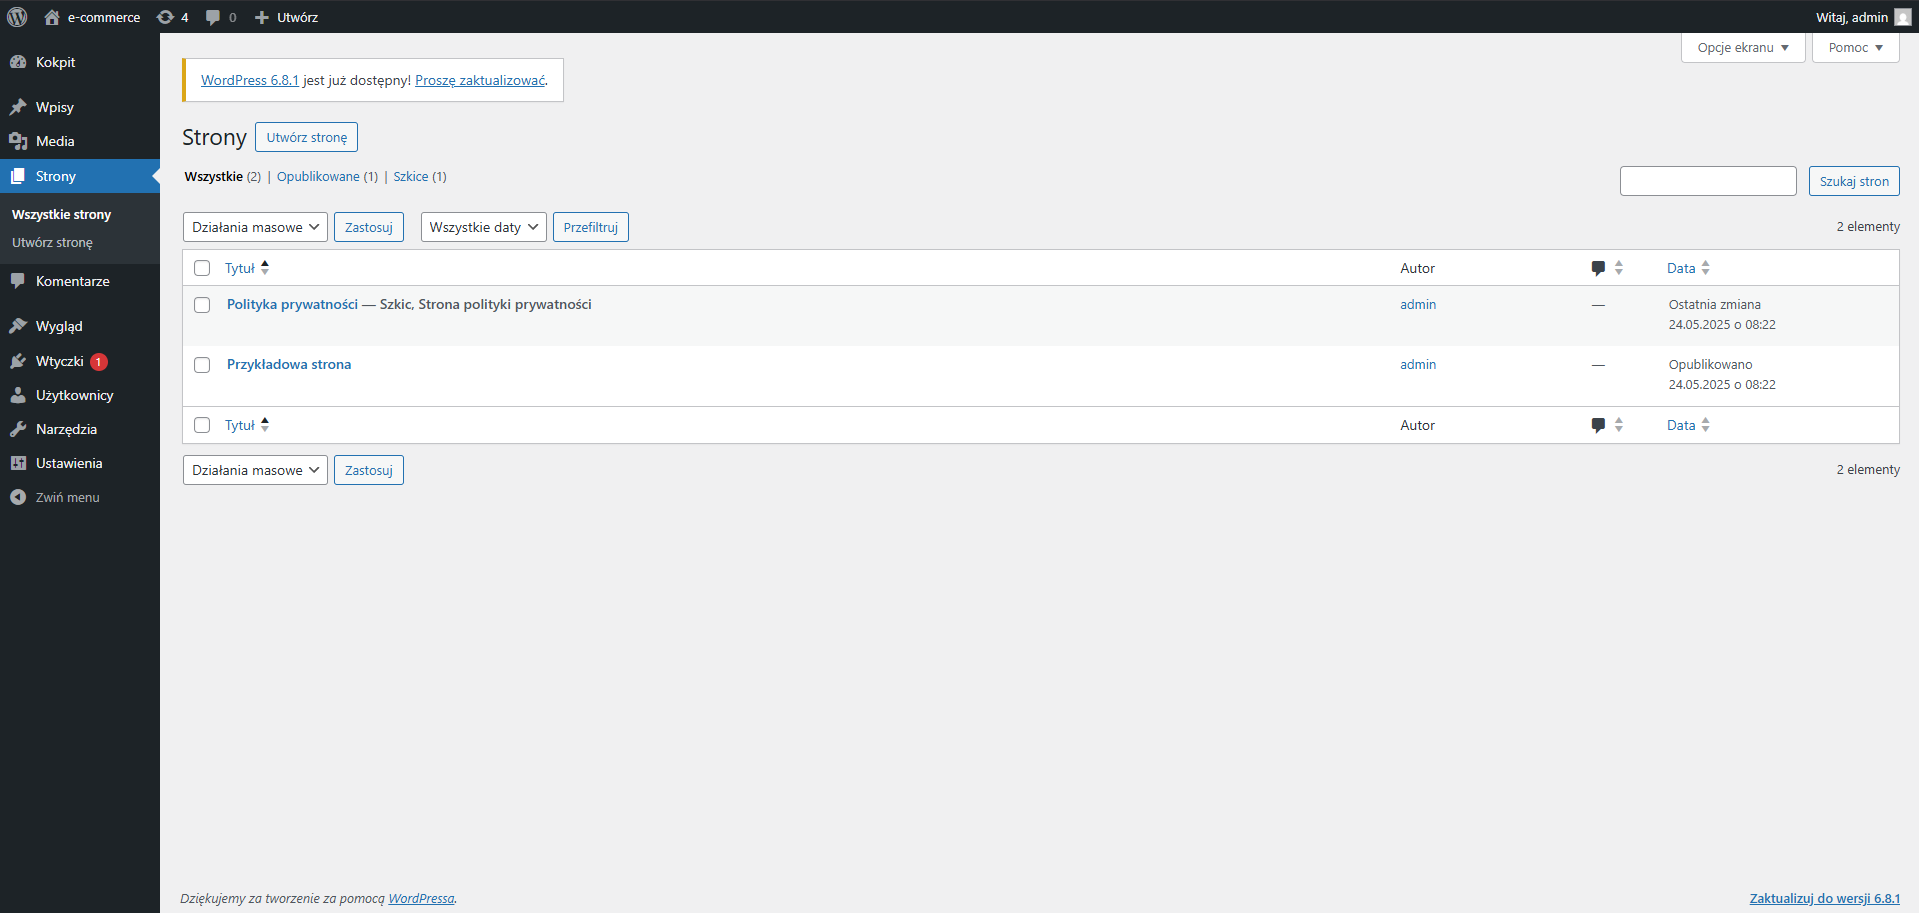 e-commerce 4 0 Utwórz Witaj, admin
Kokpit
Wpisy
Media
Strony
Wszystkie strony
Utwórz stronę
Komentarze
Wygląd
Wtyczki 1
Użytkownicy
Narzędzia
Ustawienia
Zwiń menu
Opcje ekranu Pomoc
WordPress 6.8.1 jest już dostępny! Proszę zaktualizować.
Strony Utwórz stronę
Wszystkie (2) | Opublikowane (1) | Szkice (1)
Szukaj stron
Działania masowe Zastosuj Wszystkie daty Przefiltruj 2 elementy
Tytuł Autor Data
Polityka prywatności — Szkic, Strona polityki prywatności admin — Ostatnia zmiana
24.05.2025 o 08:22
Przykładowa strona admin — Opublikowano
24.05.2025 o 08:22
Tytuł Autor Data
Działania masowe Zastosuj 2 elementy
Dziękujemy za tworzenie za pomocą WordPressa. Zaktualizuj do wersji 6.8.1